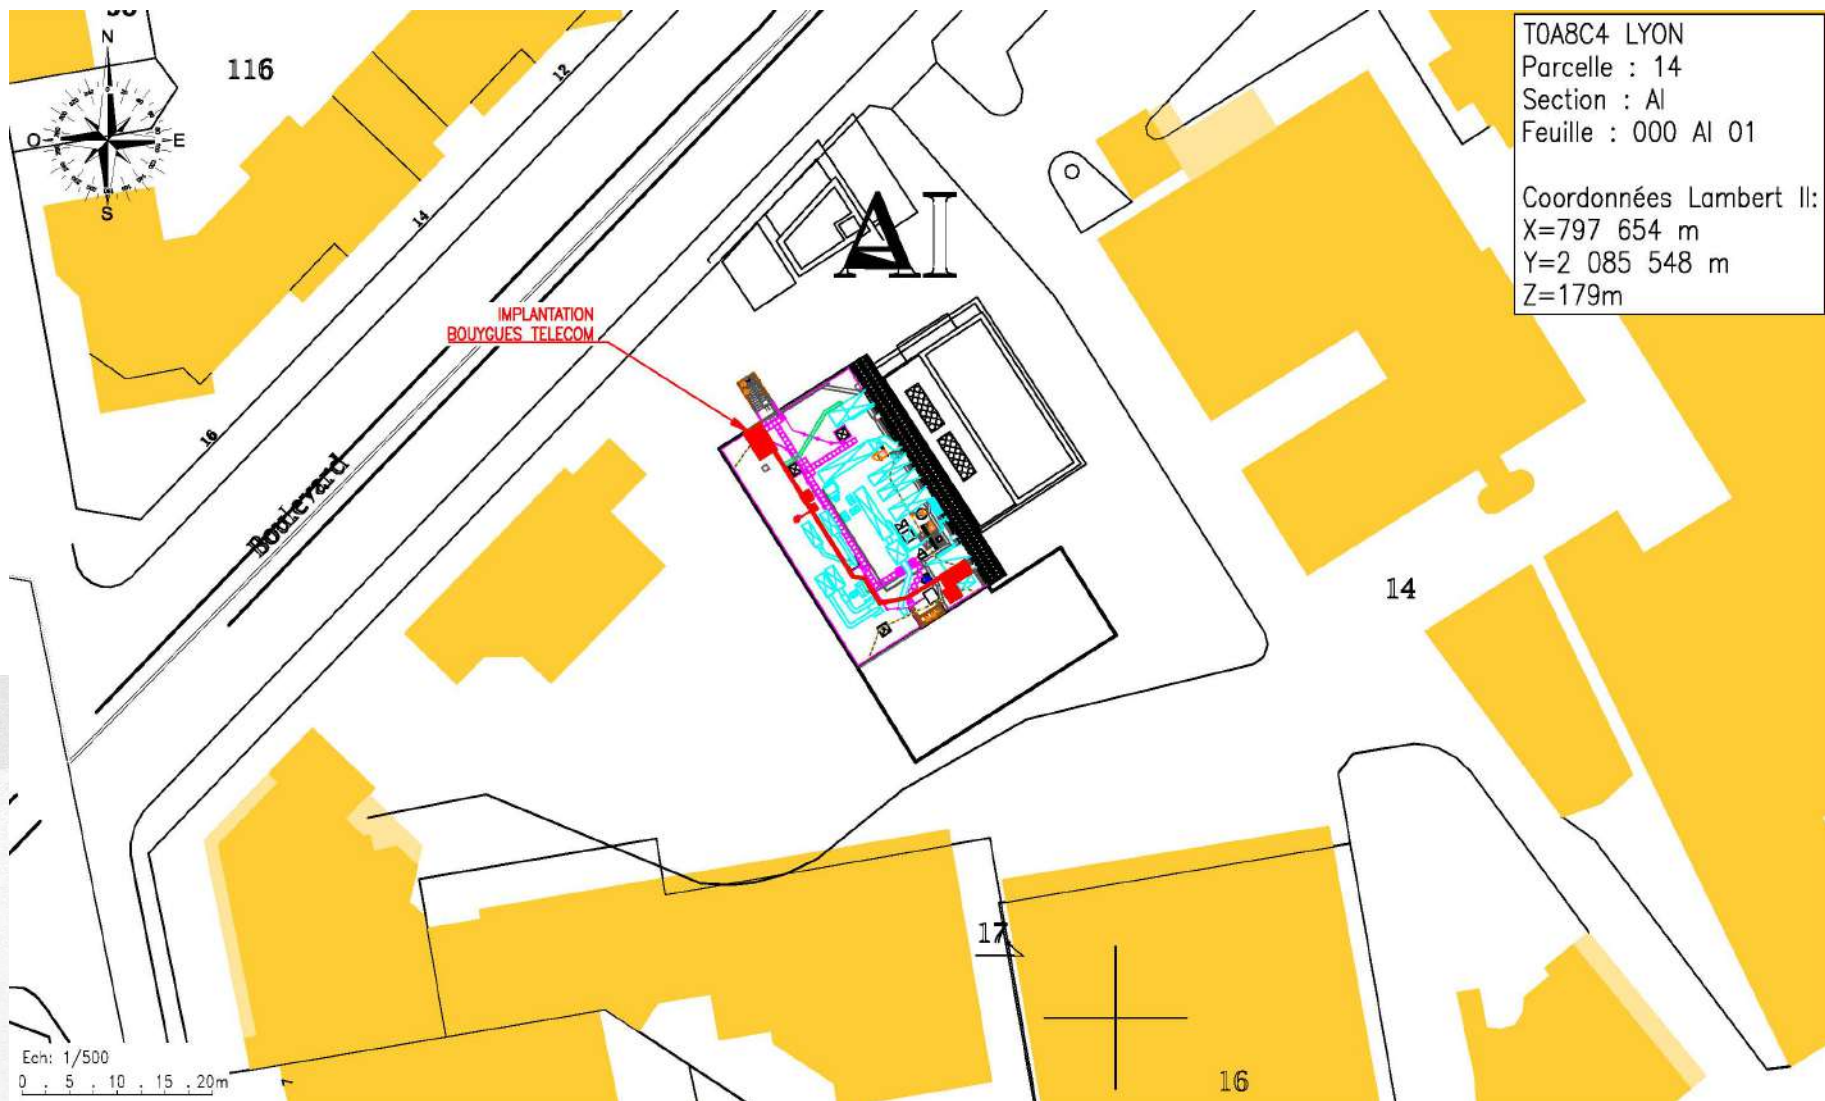 N
O
E
S
116
12
14
16
Boulevard
IMPLANTATION
BOUYGUES TELECOM
AI
T0A8C4 LYON
Parcelle : 14
Section : AI
Feuille : 000 AI 01
Coordonnées Lambert II:
X=797 654 m
Y=2 085 548 m
Z=179m
14
17
16
Ech: 1/500
0 5 10 15 20m